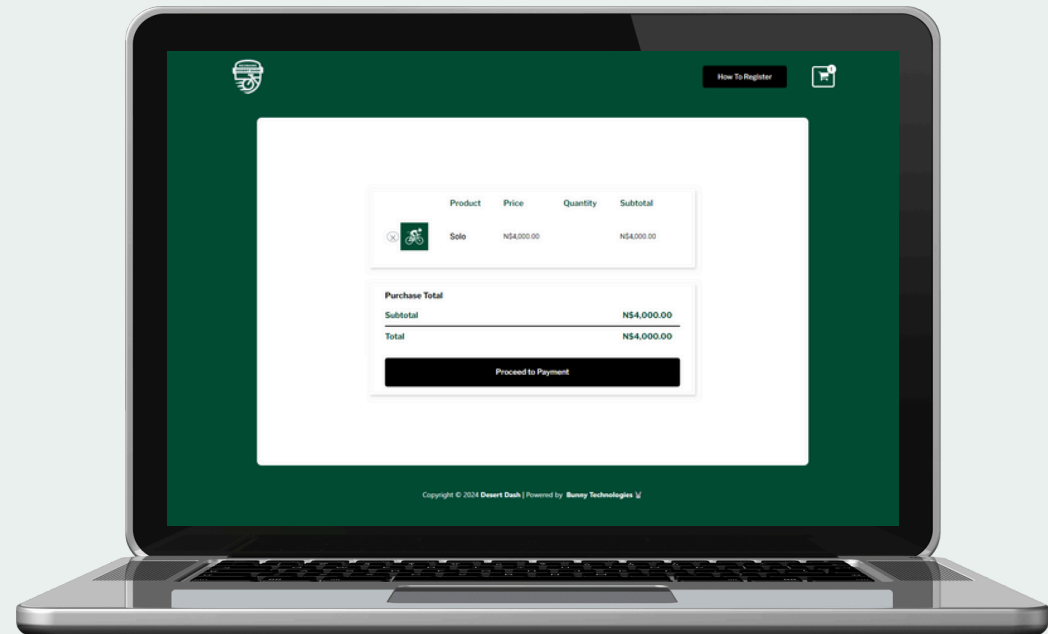 How To Register
1
Product Price Quantity Subtotal
Solo N$4,000.00 N$4,000.00
Purchase Total
Subtotal N$4,000.00
Total N$4,000.00
Proceed to Payment
Copyright © 2024 Desert Dash | Powered by Bunny Technologies